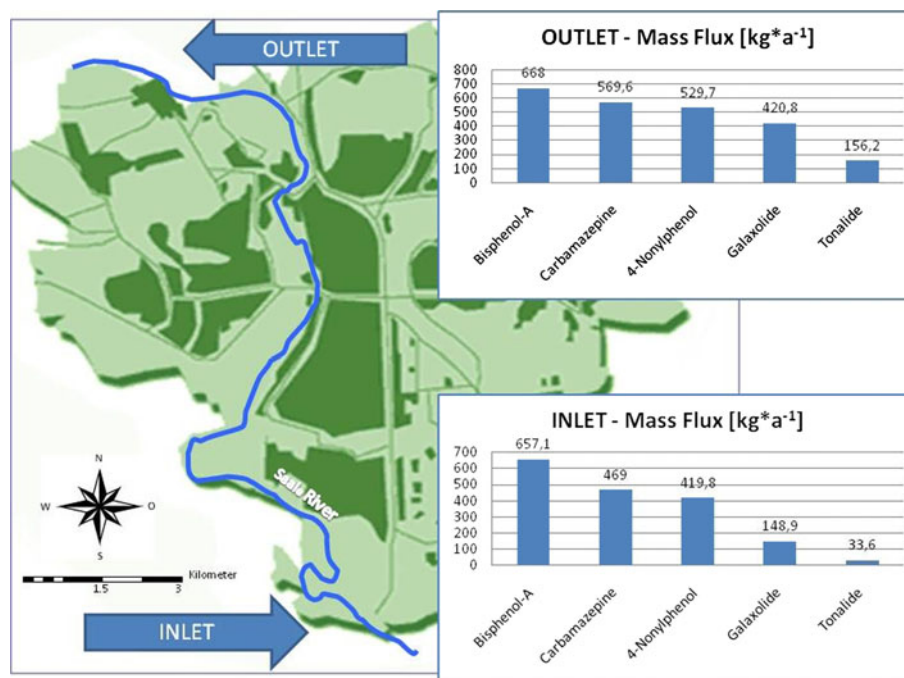 OUTLET
OUTLET - Mass Flux [kg*a⁻¹]
800
700
600
500
400
300
200
100
0
668
569,6
529,7
420,8
156,2
Bisphenol-A
Carbamazepine
4-Nonylphenol
Galaxolide
Tonalide
Saale River
N
W
O
S
Kilometer
1.5
3
INLET
INLET - Mass Flux [kg*a⁻¹]
700
600
500
400
300
200
100
0
657,1
469
419,8
148,9
33,6
Bisphenol-A
Carbamazepine
4-Nonylphenol
Galaxolide
Tonalide